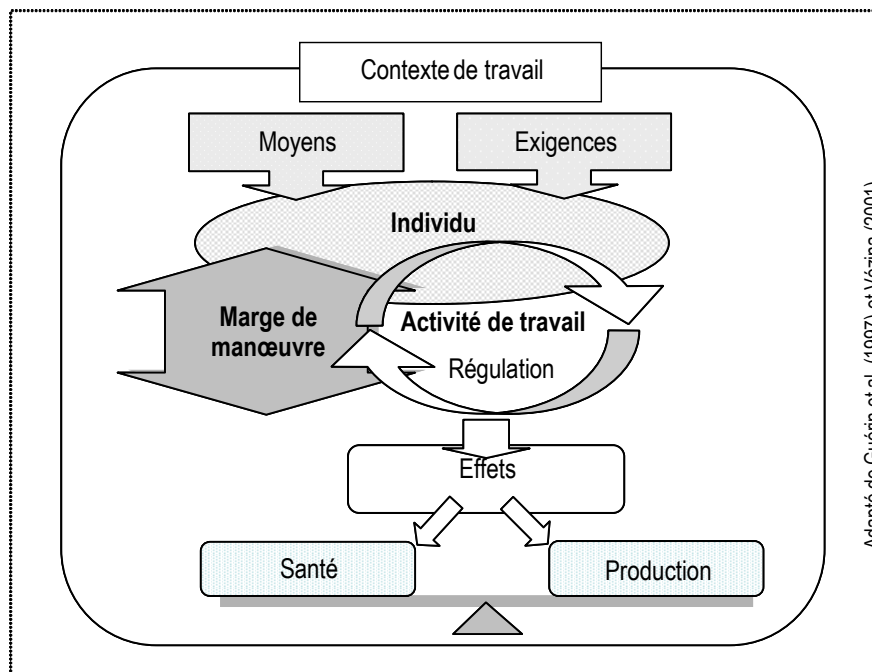 Contexte de travail
Moyens
Exigences
Individu
Marge de
manœuvre
Activité de travail
Régulation
Effets
Santé
Production
Adapté de Guérin et al. (1997) et Vézina (2001)